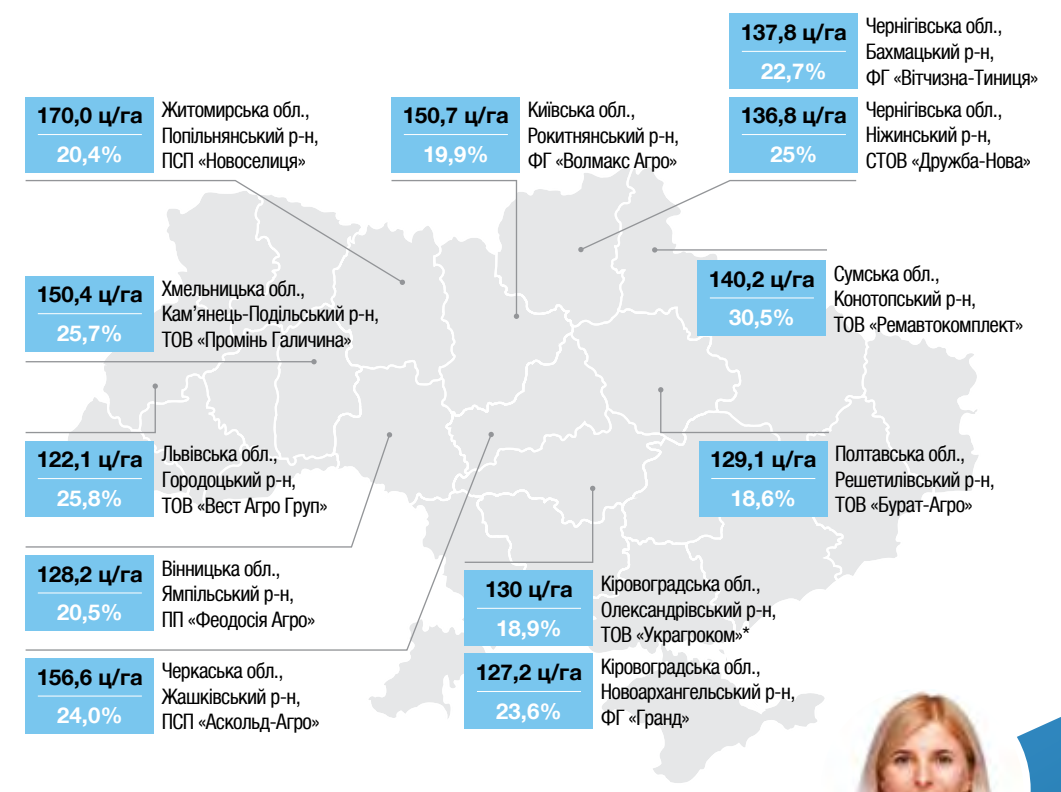 137,8 ц/га
22,7%
Чернігівська обл.,
Бахмацький р-н,
ФГ «Вітчизна-Тиниця»
170,0 ц/га
20,4%
Житомирська обл.,
Попільнянський р-н,
ПСП «Новоселиця»
150,7 ц/га
19,9%
Київська обл.,
Рокитнянський р-н,
ФГ «Волмакс Агро»
136,8 ц/га
25%
Чернігівська обл.,
Ніжинський р-н,
СТОВ «Дружба-Нова»
150,4 ц/га
25,7%
Хмельницька обл.,
Кам’янець-Подільський р-н,
ТОВ «Промінь Галичина»
140,2 ц/га
30,5%
Сумська обл.,
Конотопський р-н,
ТОВ «Ремавтокомплект»
122,1 ц/га
25,8%
Львівська обл.,
Городоцький р-н,
ТОВ «Вест Агро Груп»
129,1 ц/га
18,6%
Полтавська обл.,
Решетилівський р-н,
ТОВ «Бурат-Агро»
128,2 ц/га
20,5%
Вінницька обл.,
Ямпільський р-н,
ПП «Феодосія Агро»
130 ц/га
18,9%
Кіровоградська обл.,
Олександрівський р-н,
ТОВ «Украгроком»*
156,6 ц/га
24,0%
Черкаська обл.,
Жашківський р-н,
ПСП «Аскольд-Агро»
127,2 ц/га
23,6%
Кіровоградська обл.,
Новоархангельський р-н,
ФГ «Гранд»